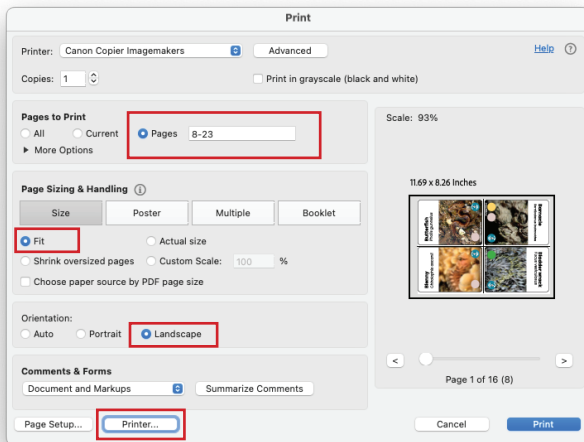 Print
Printer: Canon Copier Imagemakers Advanced Help ?
Copies: 1 Print in grayscale (black and white)
Pages to Print
All Current Pages 8-23
More Options
Scale: 93%
Page Sizing & Handling i
Size Poster Multiple Booklet
11.69 x 8.26 Inches
Fit Actual size
Shrink oversized pages Custom Scale: 100 %
Choose paper source by PDF page size
Butterfish
Barnacle
Blenny
Bladder wrack
Orientation:
Auto Portrait Landscape
< >
Page 1 of 16 (8)
Comments & Forms
Document and Markups Summarize Comments
Page Setup... Printer... Cancel Print